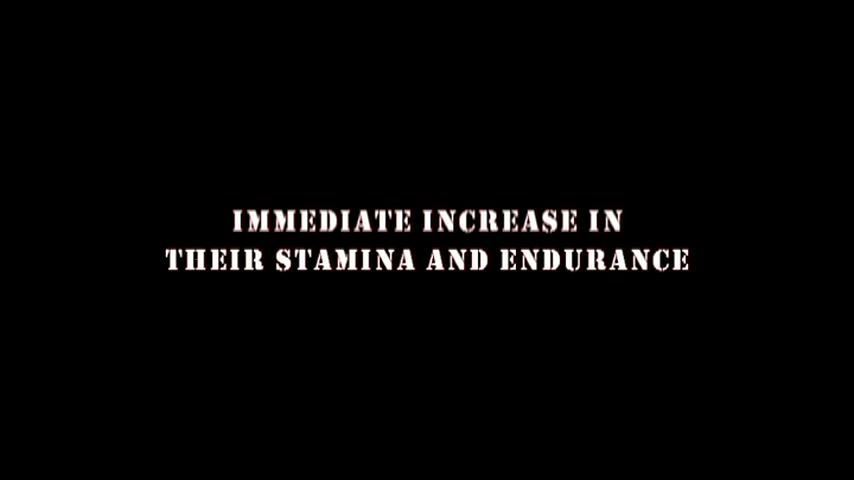 IMMEDIATE INCREASE IN
THEIR STAMINA AND ENDURANCE